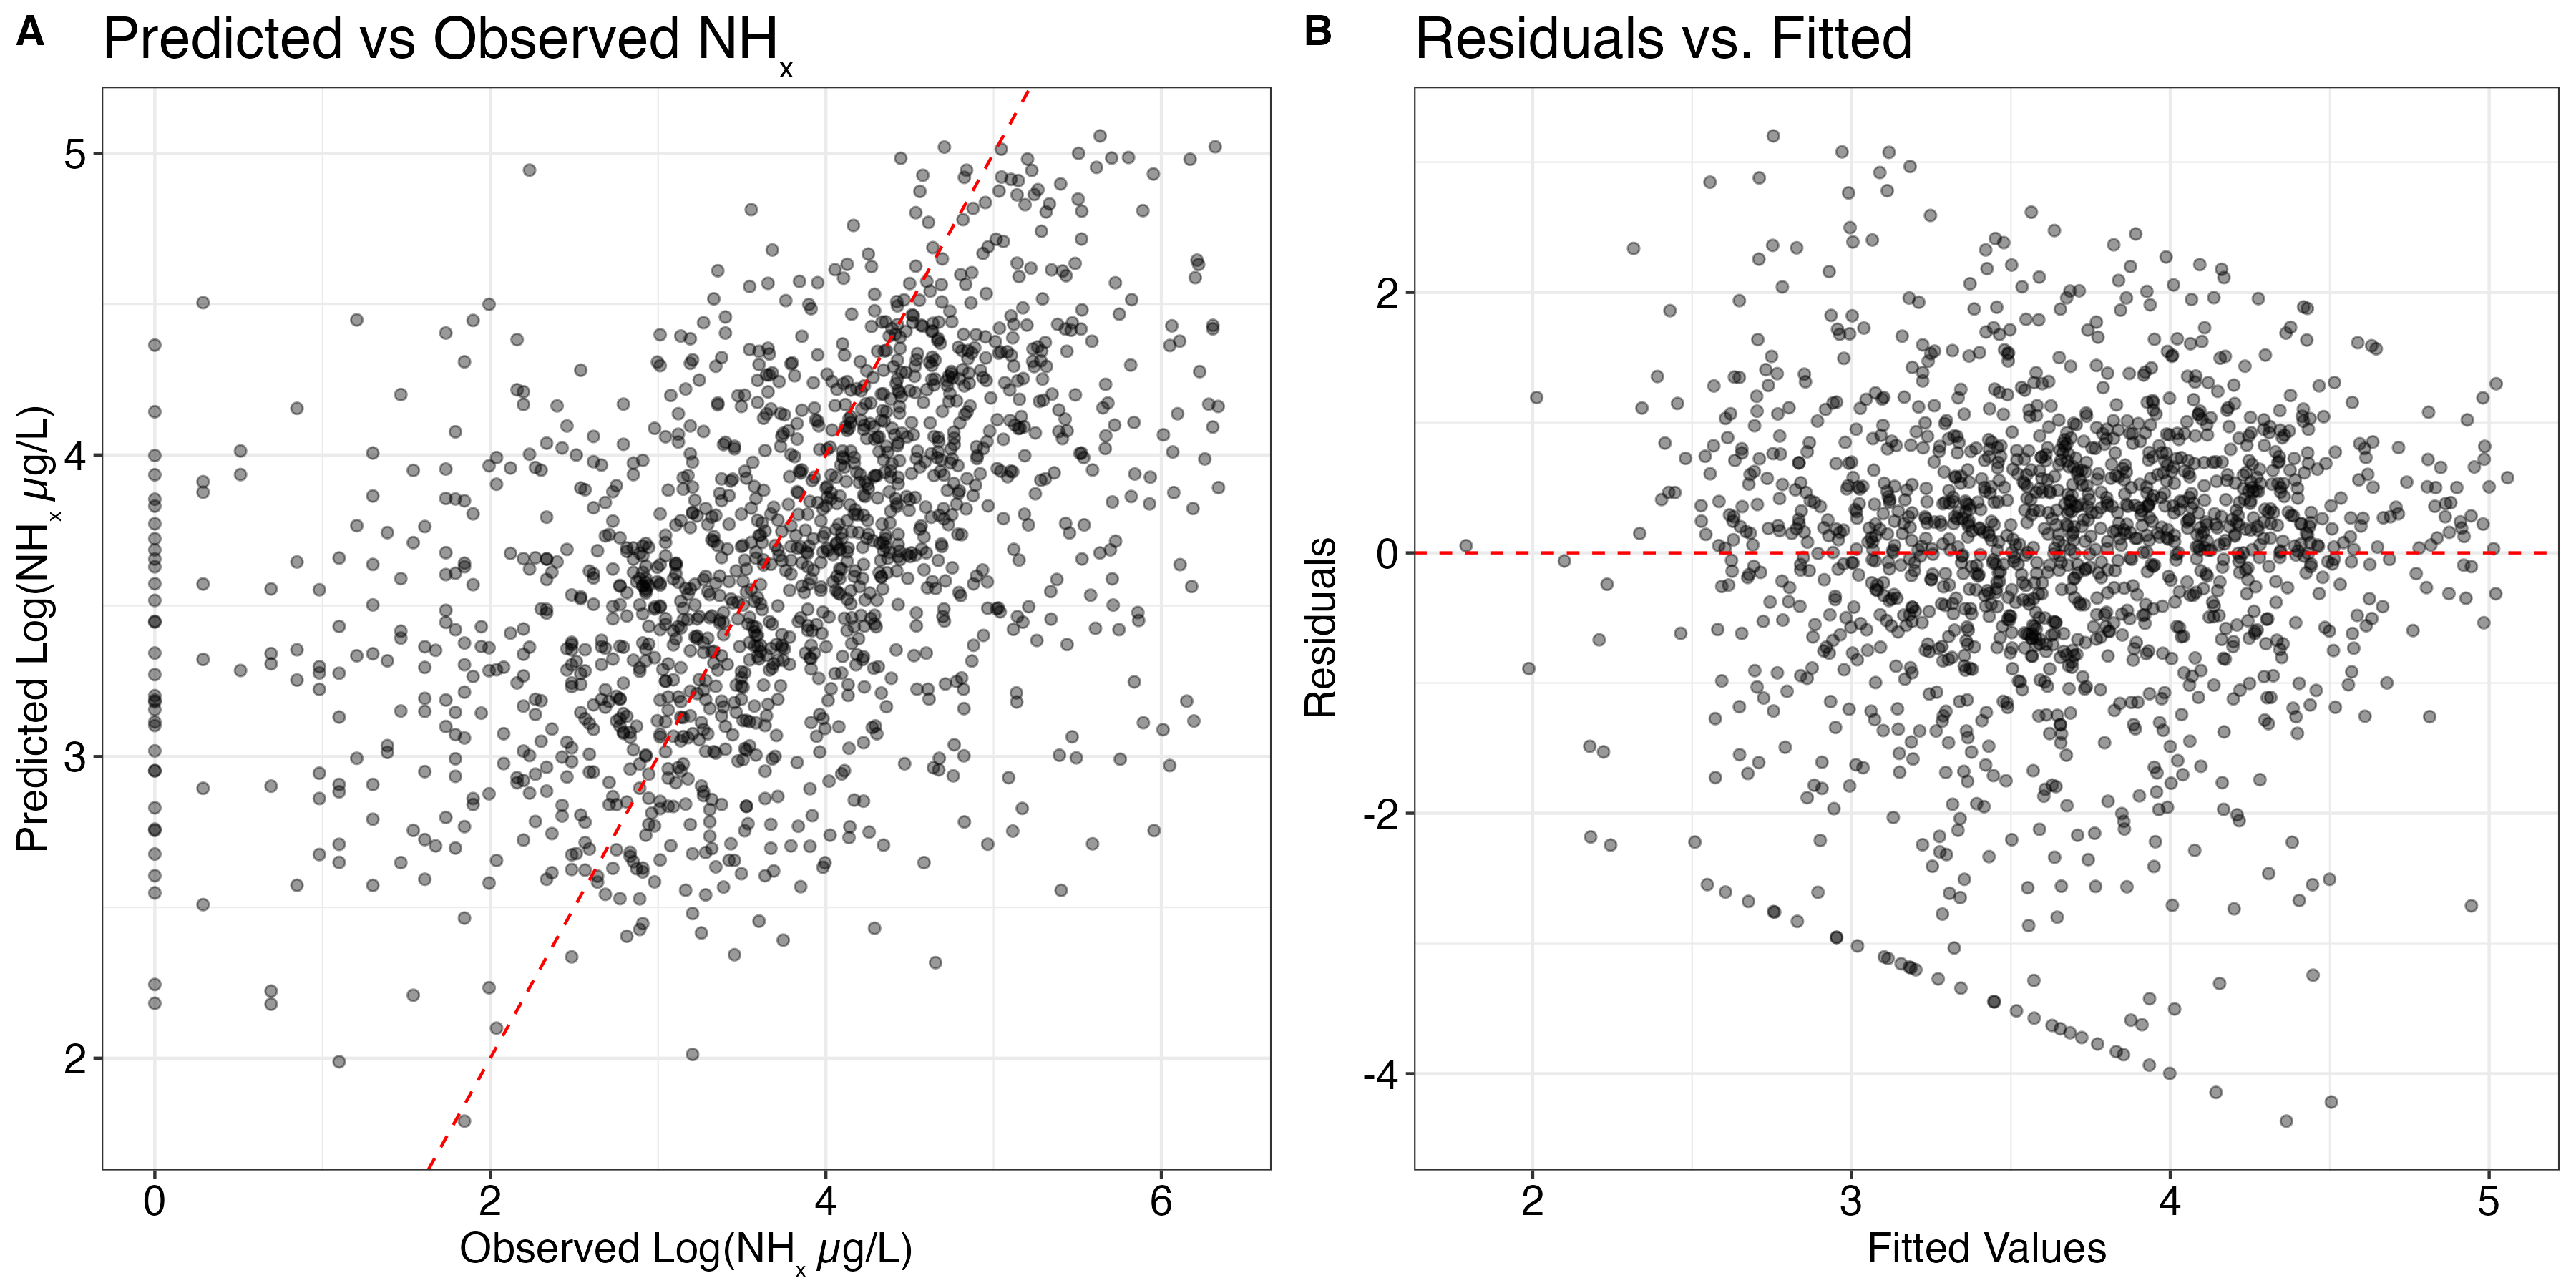 A Predicted vs Observed NHₓ
5
4
3
2
Predicted Log(NHₓ µg/L)
0 2 4 6
Observed Log(NHₓ µg/L)
B Residuals vs. Fitted
2
0
-2
-4
Residuals
2 3 4 5
Fitted Values